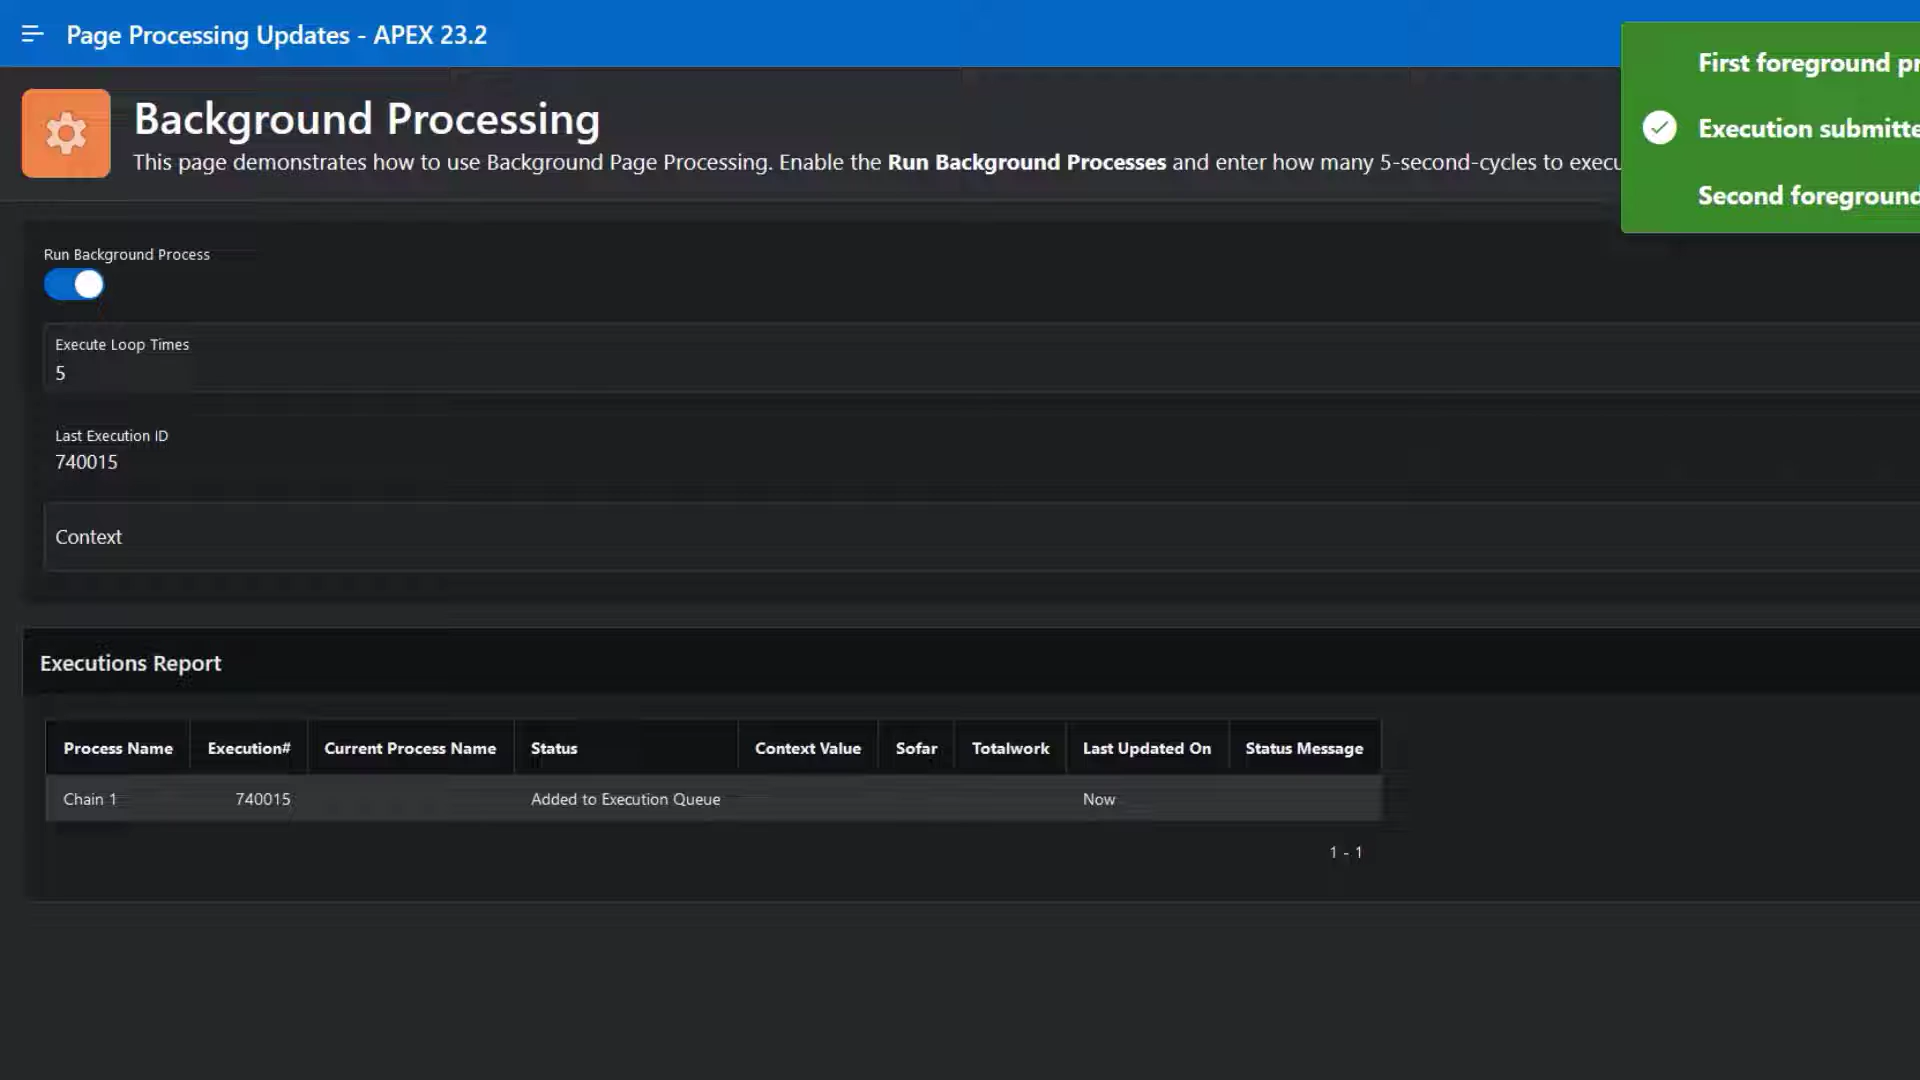 Page Processing Updates - APEX 23.2
First foreground pr
Background Processing
Execution submitte
This page demonstrates how to use Background Page Processing. Enable the Run Background Processes and enter how many 5-second-cycles to execu
Second foreground
Run Background Process
Execute Loop Times
5
Last Execution ID
740015
Context
Executions Report
Process Name Execution# Current Process Name Status Context Value Sofar Totalwork Last Updated On Status Message
Chain 1 740015 Added to Execution Queue Now
1 - 1